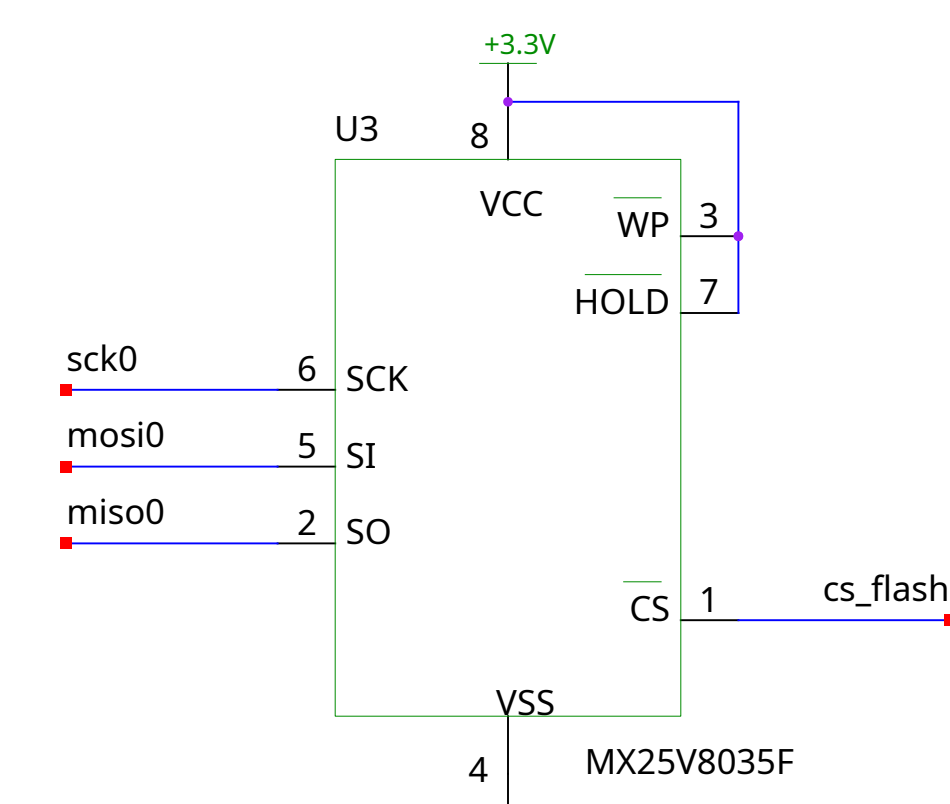 +3.3V
U3
8
VCC
WP
3
HOLD
7
sck0
6
SCK
mosi0
5
SI
miso0
2
SO
CS
1
cs_flash
VSS
4
MX25V8035F